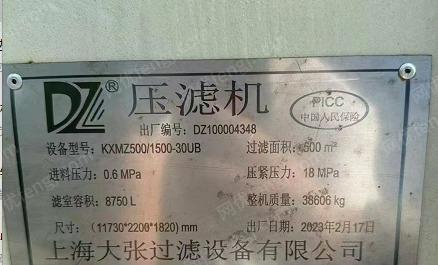 DZ® 压滤机 PICC 中国人民保险
出厂编号: DZ100004348
设备型号: KXMZ500/1500-30UB 过滤面积: 500 m²
进料压力: 0.6 MPa 压紧压力: 18 MPa
滤室容积: 8750 L 整机质量: 38606 kg
尺寸: (11730*2200*1820) mm 出厂日期: 2023年2月17日
上海大张过滤设备有限公司